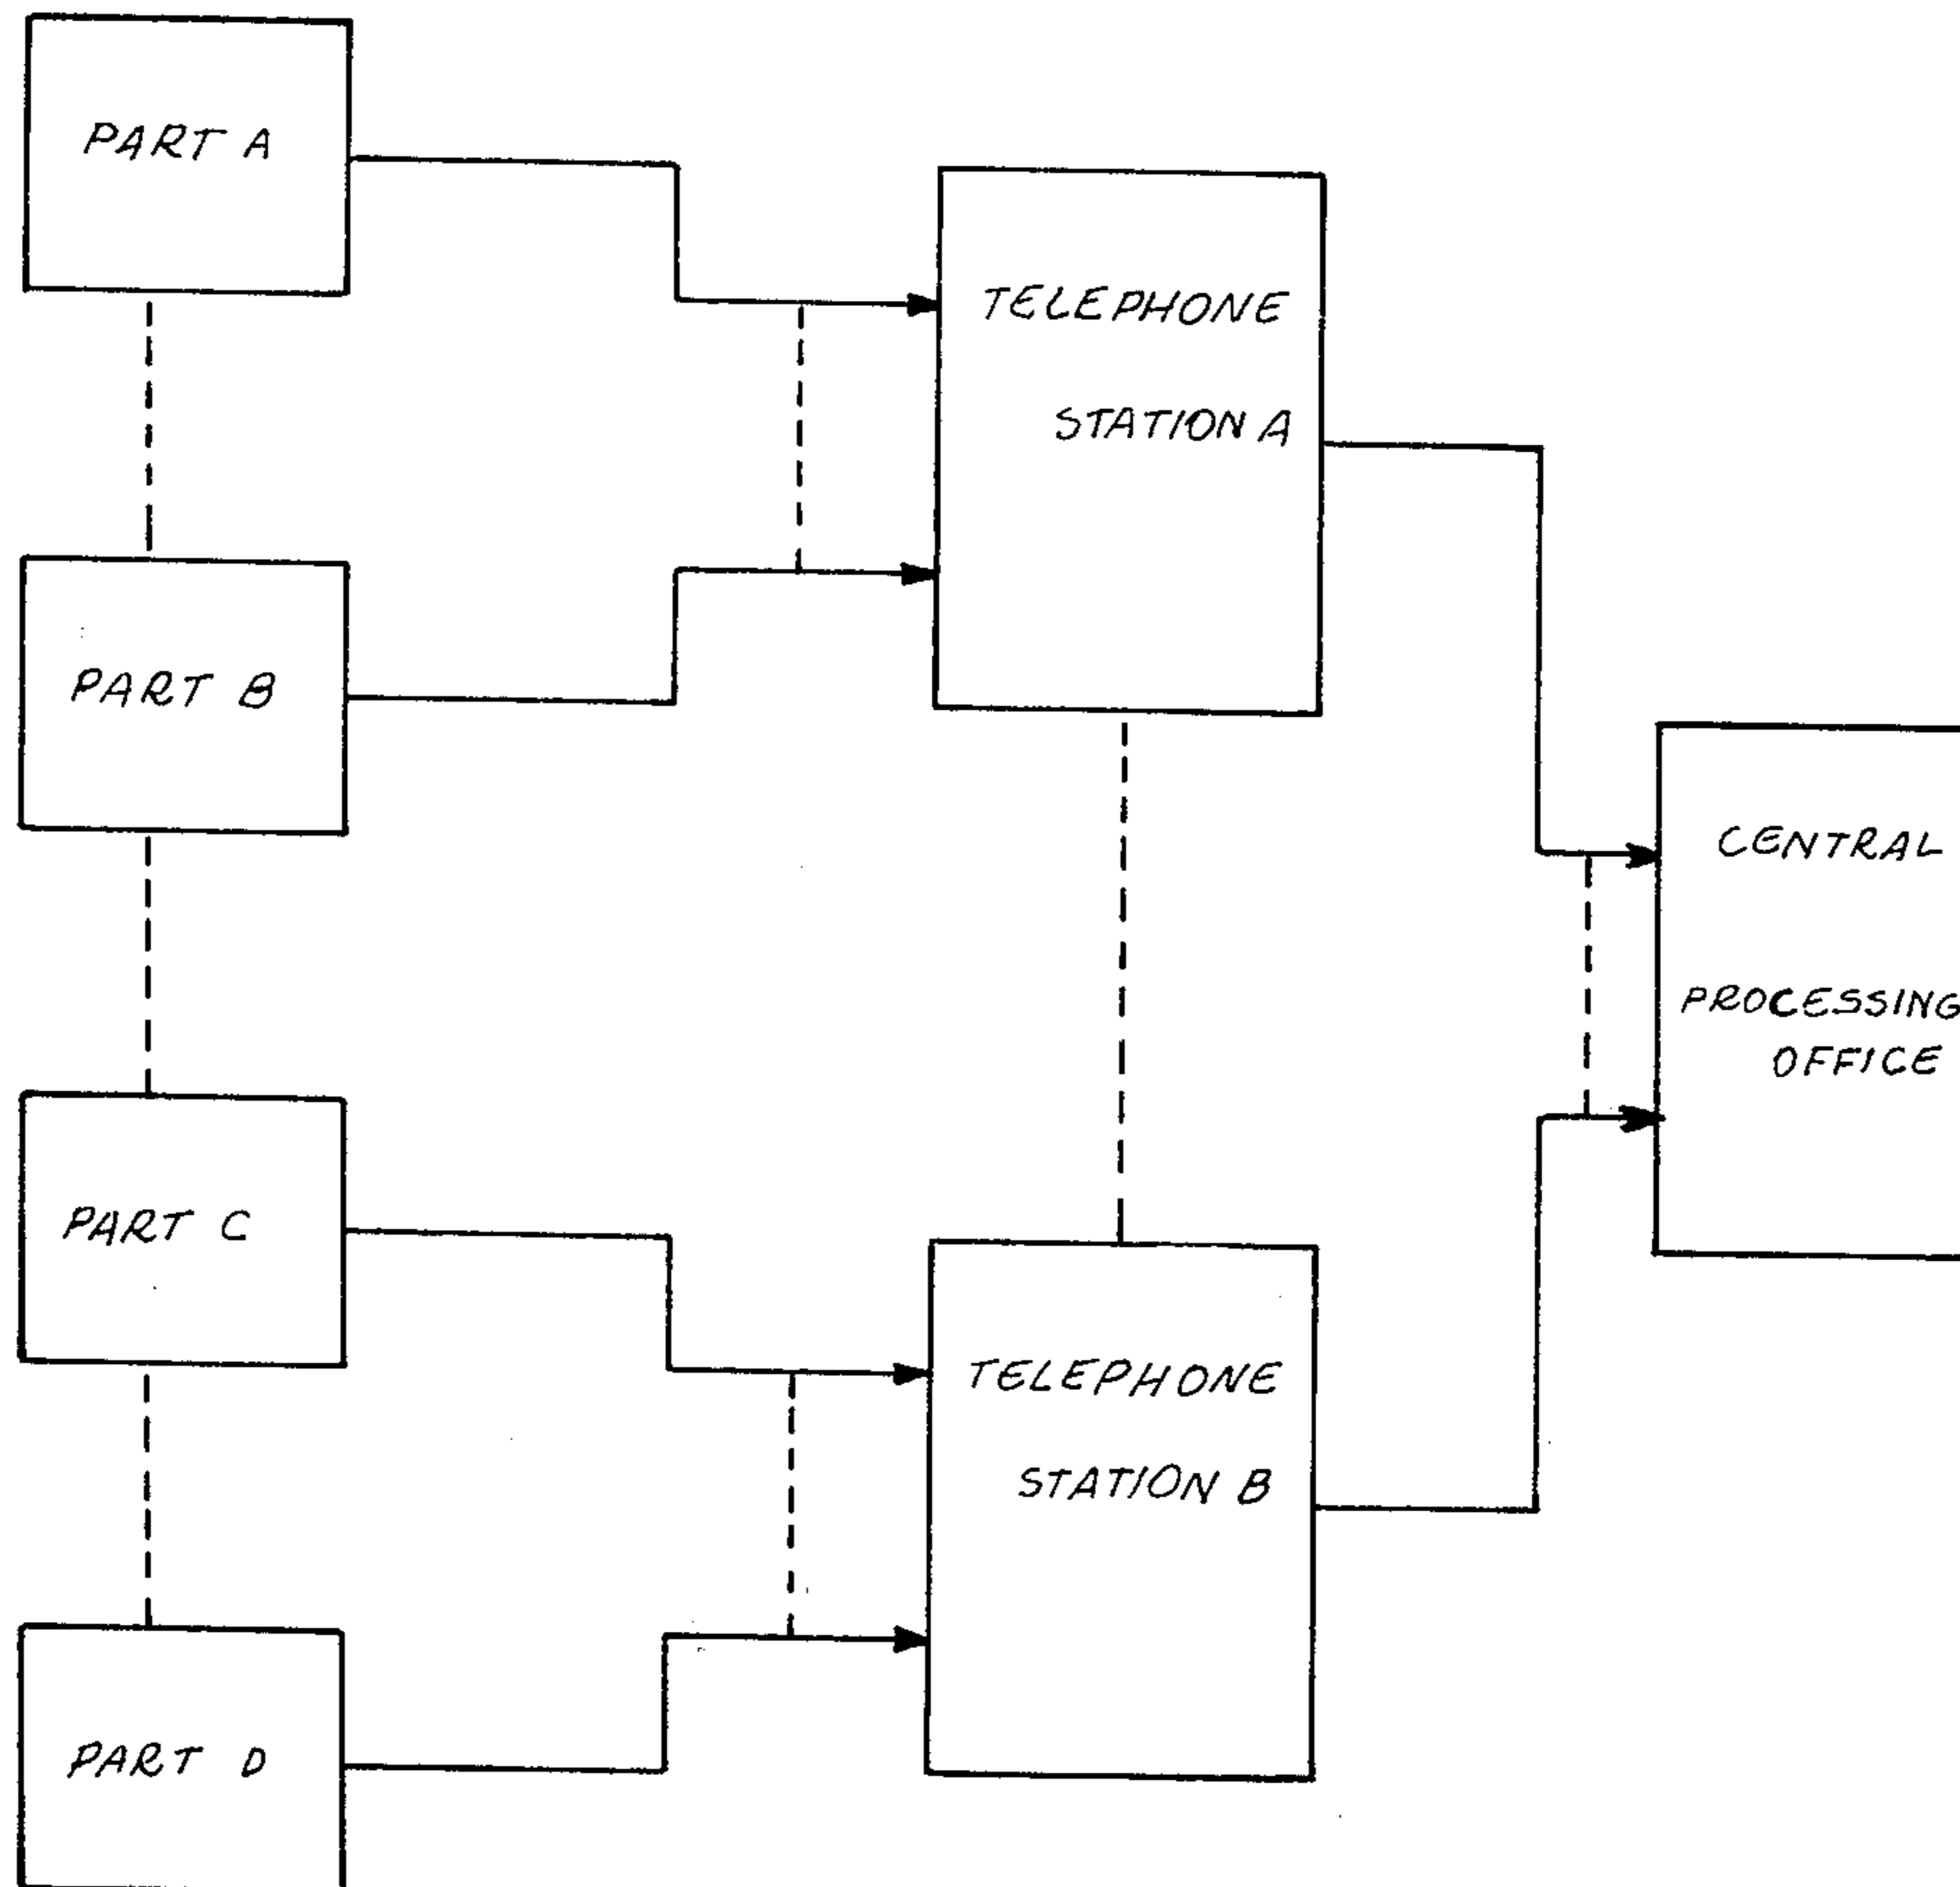 PART A
TELEPHONE
STATION A
PART B
CENTRAL
PROCESSING
OFFICE
PART C
TELEPHONE
STATION B
PART D